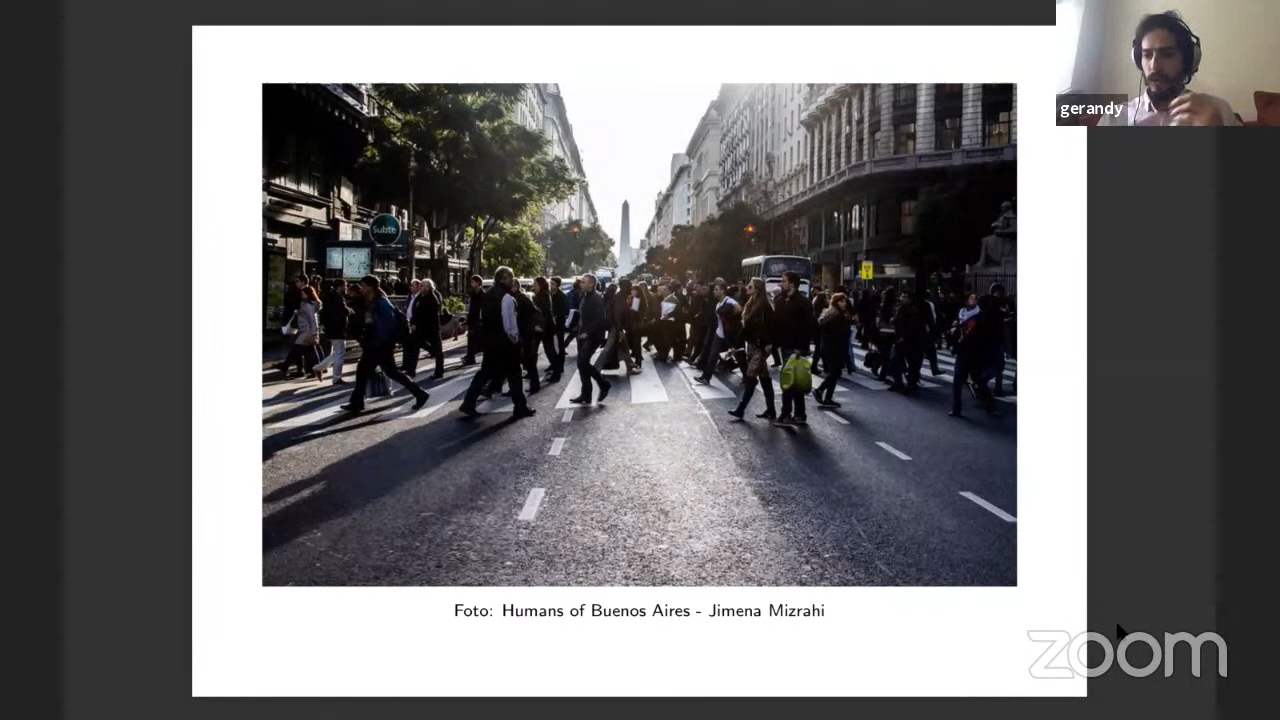 gerandy
Subte
Foto: Humans of Buenos Aires - Jimena Mizrahi
zoom